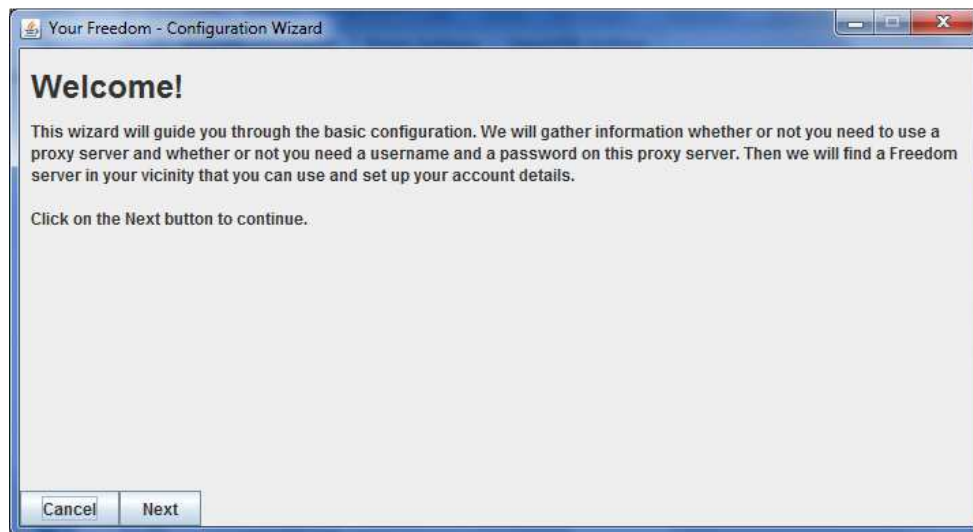 Your Freedom - Configuration Wizard
Welcome!
This wizard will guide you through the basic configuration. We will gather information whether or not you need to use a
proxy server and whether or not you need a username and a password on this proxy server. Then we will find a Freedom
server in your vicinity that you can use and set up your account details.
Click on the Next button to continue.
Cancel Next